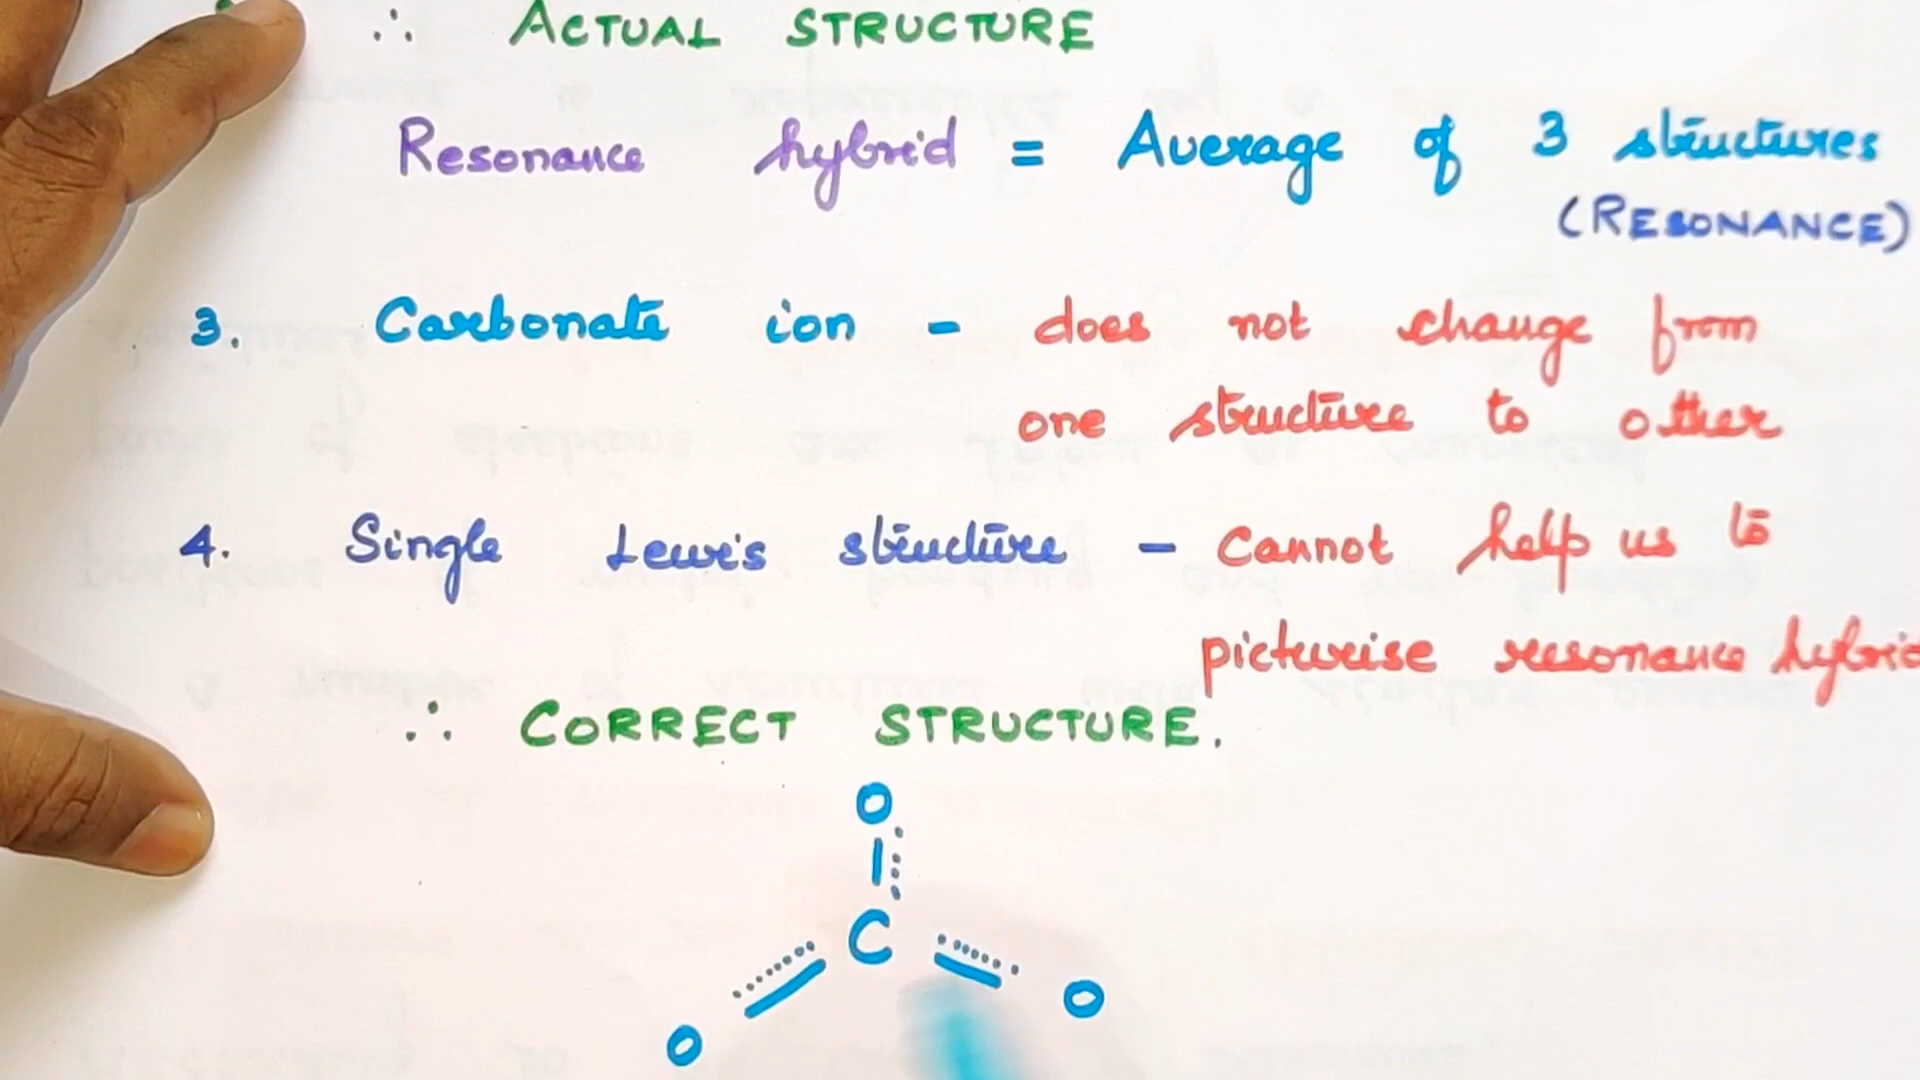 ∴ ACTUAL STRUCTURE
Resonance hybrid = Average of 3 structures
(RESONANCE)
3. Carbonate ion - does not change from
one structure to other
4. Single Lewis structure - Cannot help us to
picturise resonance hybrid
∴ CORRECT STRUCTURE.
O
C
O
O